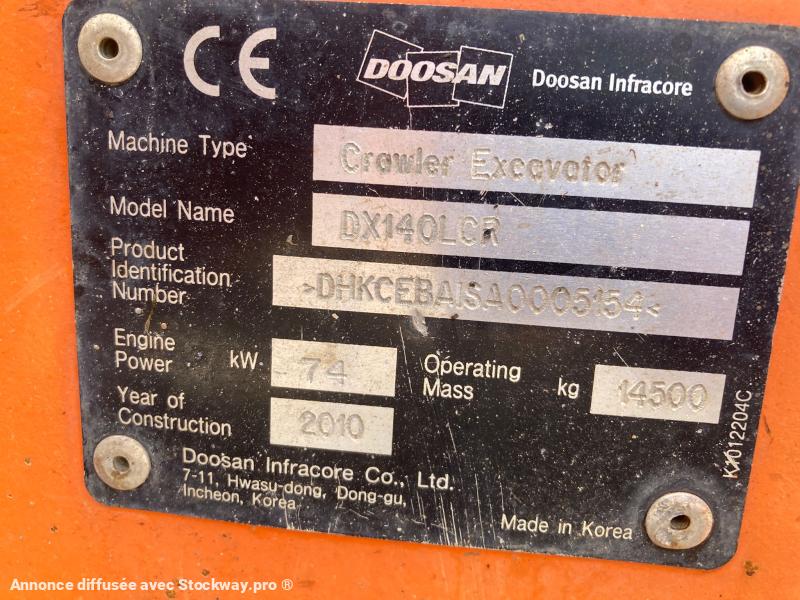 CE
DOOSAN Doosan Infracore
Machine Type Crawler Excavator
Model Name DX140LCR
Product
Identification
Number >DHKCEBAISA0005154<
Engine
Power kW 74
Operating
Mass kg 14500
Year of
Construction 2010
K1012204C
Doosan Infracore Co., Ltd.
7-11, Hwasu-dong, Dong-gu,
Incheon, Korea
Made in Korea
Annonce diffusée avec Stockway.pro ®